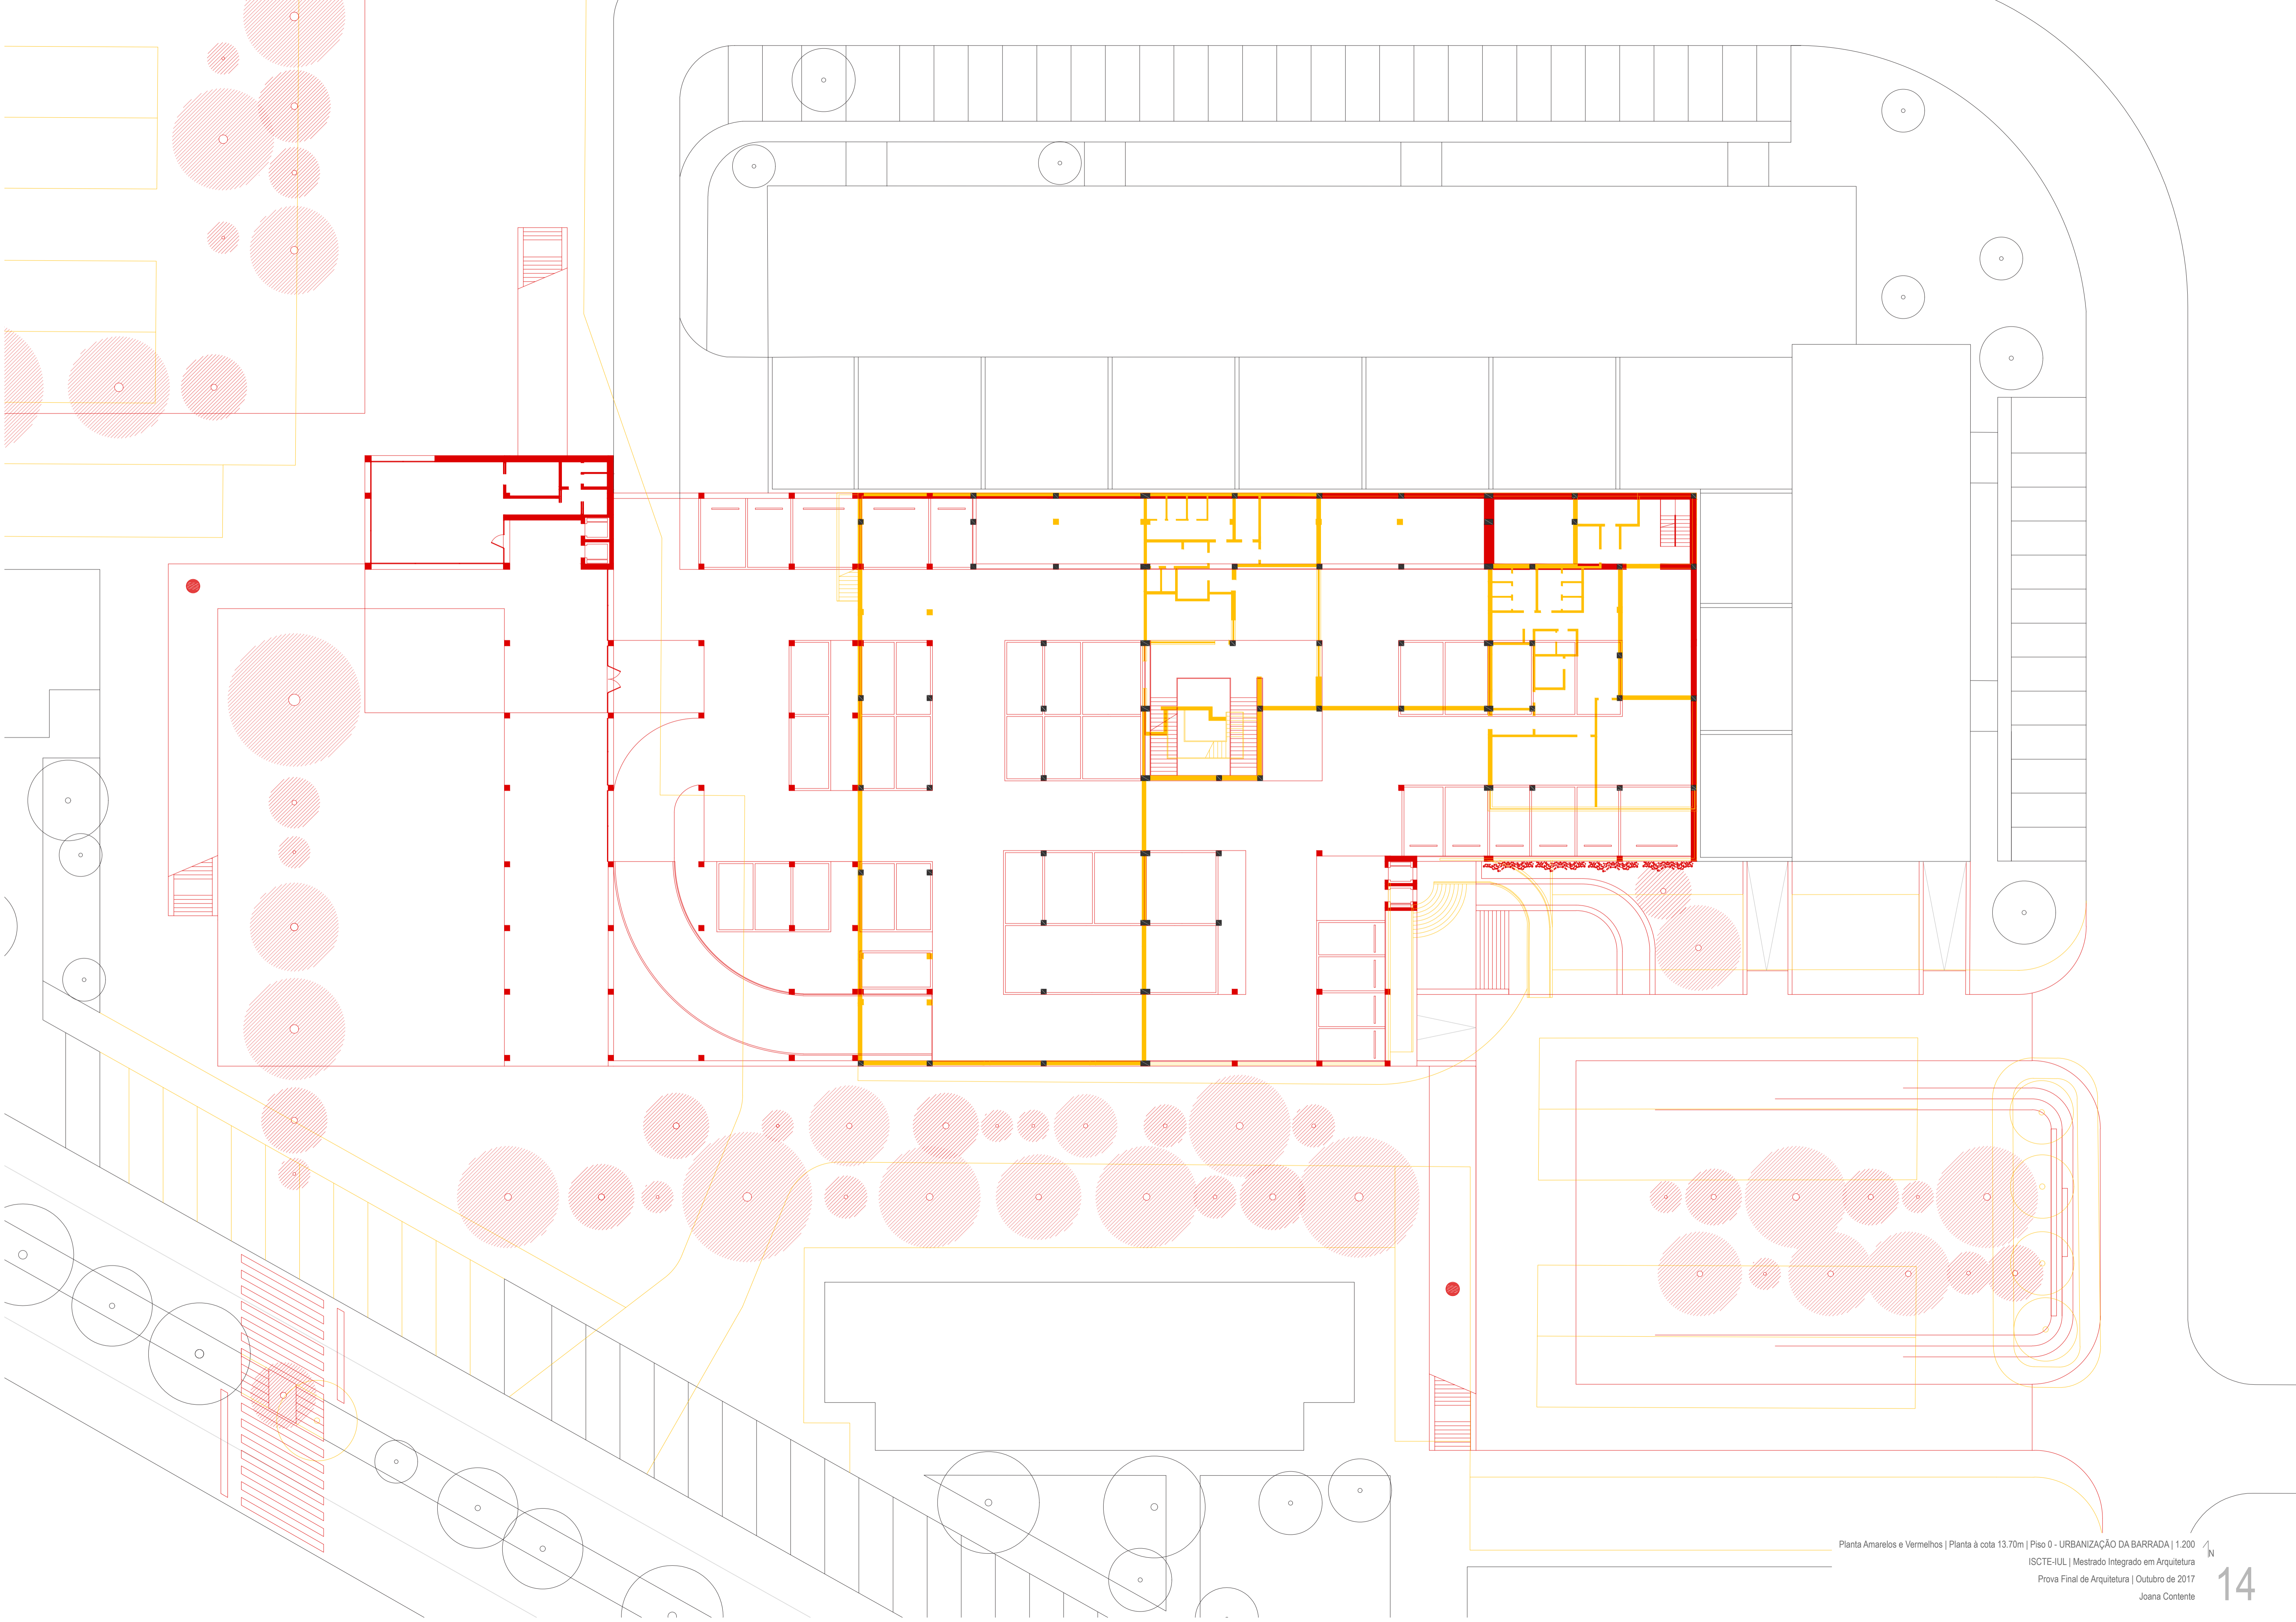 Planta Amarelos e Vermelhos | Planta à cota 13.70m | Piso 0 - URBANIZAÇÃO DA BARRADA | 1.200
N
ISCTE-IUL | Mestrado Integrado em Arquitetura
Prova Final de Arquitetura | Outubro de 2017
Joana Contente
14